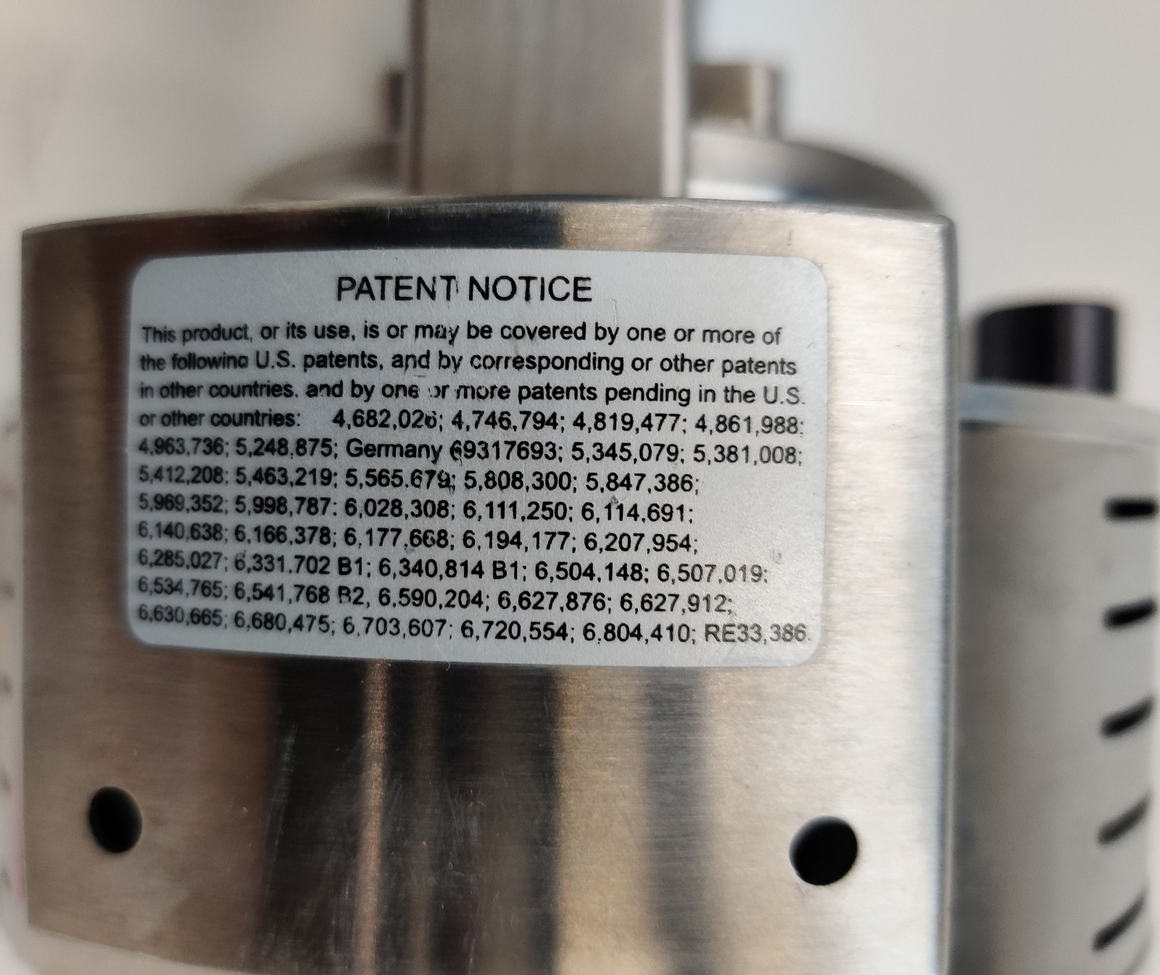 PATENT NOTICE
This product, or its use, is or may be covered by one or more of
the following U.S. patents, and by corresponding or other patents
in other countries, and by one or more patents pending in the U.S.
or other countries: 4,682,026; 4,746,794; 4,819,477; 4,861,988;
4,963,736; 5,248,875; Germany 69317693; 5,345,079; 5,381,008;
5,412,208; 5,463,219; 5,565,679; 5,808,300; 5,847,386;
5,969,352; 5,998,787; 6,028,308; 6,111,250; 6,114,691;
6,140,638; 6,166,378; 6,177,668; 6,194,177; 6,207,954;
6,285,027; 6,331,702 B1; 6,340,814 B1; 6,504,148; 6,507,019;
6,534,765; 6,541,768 B2, 6,590,204; 6,627,876; 6,627,912;
6,630,665; 6,680,475; 6,703,607; 6,720,554; 6,804,410; RE33,386.